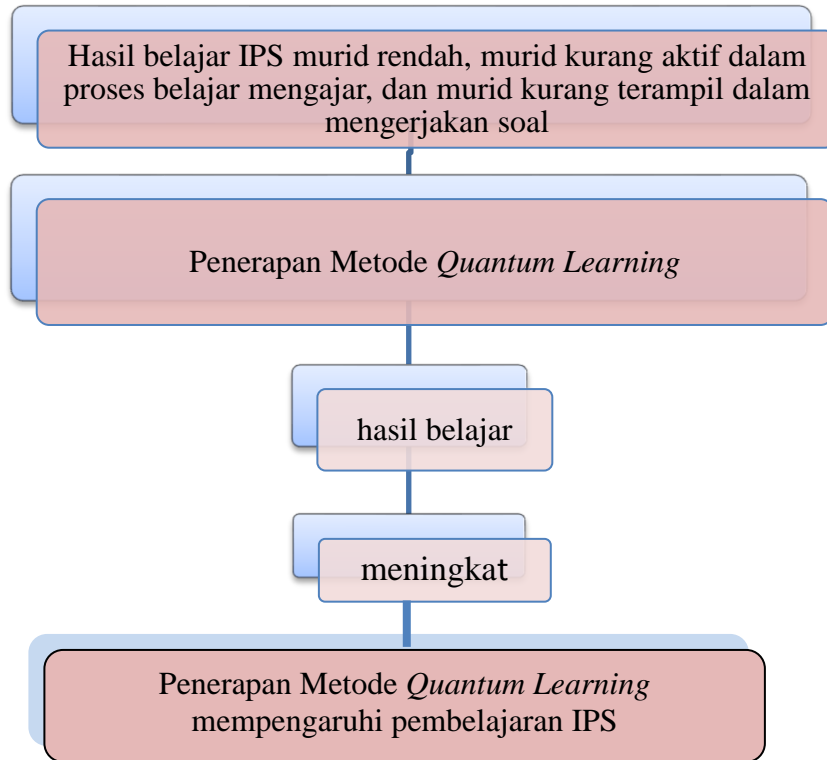 Hasil belajar IPS murid rendah, murid kurang aktif dalam
proses belajar mengajar, dan murid kurang terampil dalam
mengerjakan soal
Penerapan Metode Quantum Learning
hasil belajar
meningkat
Penerapan Metode Quantum Learning
mempengaruhi pembelajaran IPS